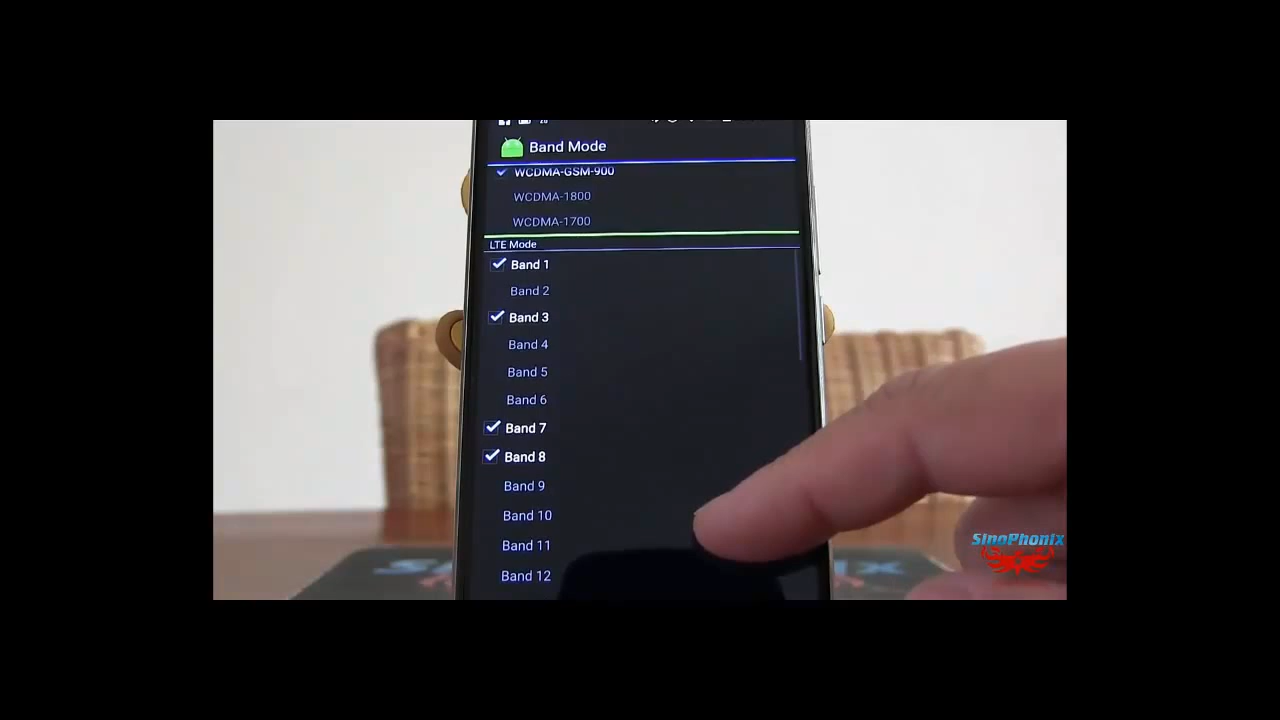 Band Mode
WCDMA-GSM-900
WCDMA-1800
WCDMA-1700
LTE Mode
Band 1
Band 2
Band 3
Band 4
Band 5
Band 6
Band 7
Band 8
Band 9
Band 10
Band 11
Band 12
SinoPhonix